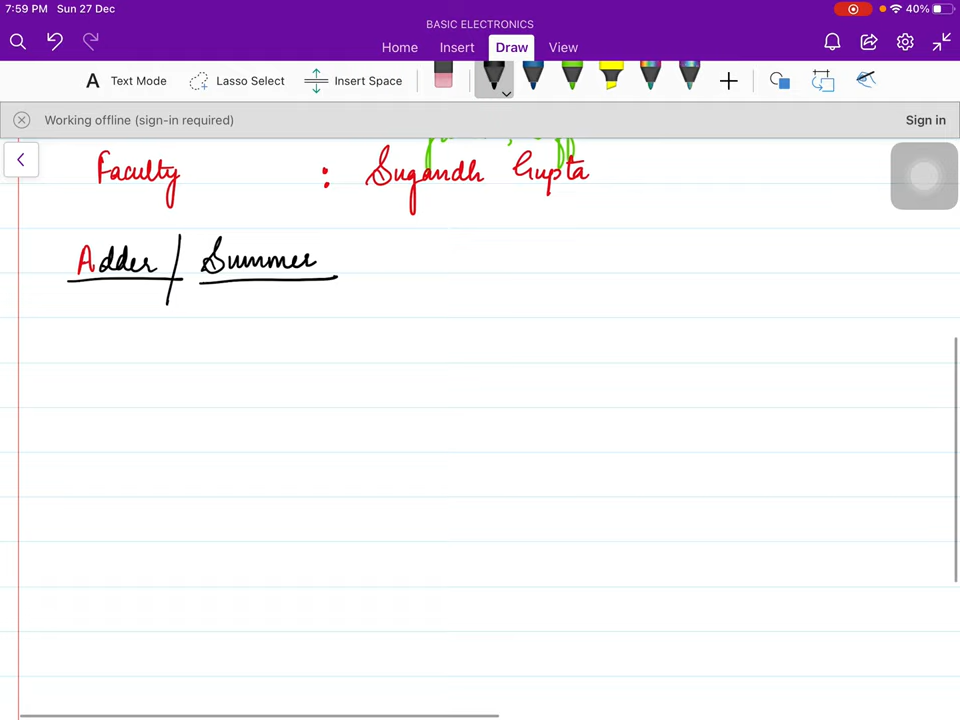 7:59 PM Sun 27 Dec
40%
BASIC ELECTRONICS
Home Insert Draw View
Text Mode Lasso Select Insert Space
Working offline (sign-in required) Sign in
Faculty : Sugandh Gupta
Adder / Summer